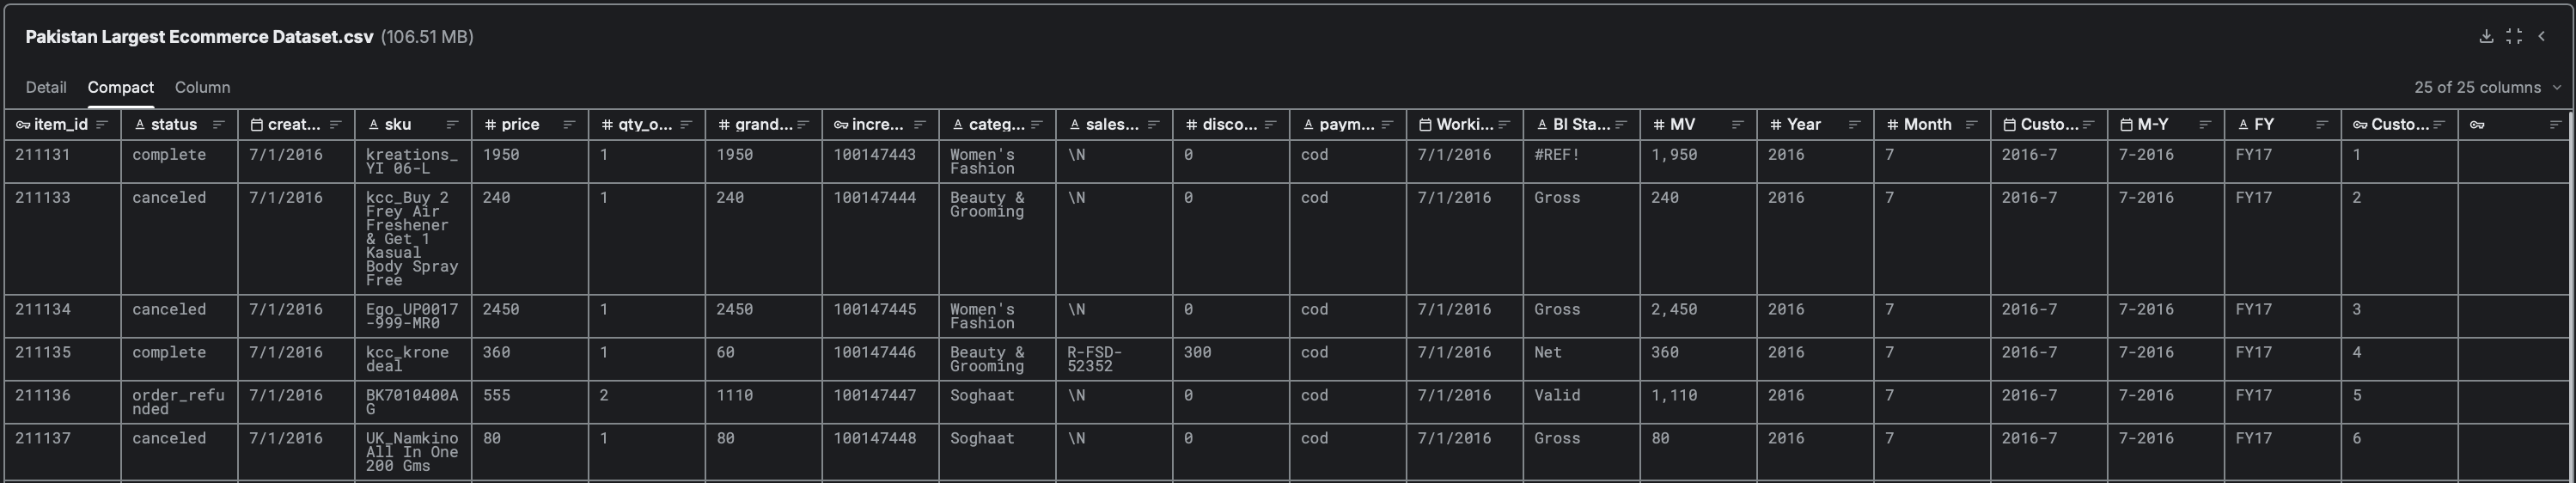 Pakistan Largest Ecommerce Dataset.csv (106.51 MB)
Detail Compact Column
25 of 25 columns
item_id status creat... sku price qty_o... grand... incre... categ... sales... disco... paym... Worki... BI Sta... MV Year Month Custo... M-Y FY Custo...
211131 complete 7/1/2016 kreations_ 1950 1 1950 100147443 Women's \N 0 cod 7/1/2016 #REF! 1,950 2016 7 2016-7 7-2016 FY17 1
YI 06-L Fashion
211133 canceled 7/1/2016 kcc_Buy 2 240 1 240 100147444 Beauty & \N 0 cod 7/1/2016 Gross 240 2016 7 2016-7 7-2016 FY17 2
Frey Air Grooming
Freshener
& Get 1
Kasual
Body Spray
Free
211134 canceled 7/1/2016 Ego_UP0017 2450 1 2450 100147445 Women's \N 0 cod 7/1/2016 Gross 2,450 2016 7 2016-7 7-2016 FY17 3
-999-MR0 Fashion
211135 complete 7/1/2016 kcc_krone 360 1 60 100147446 Beauty & R-FSD- 300 cod 7/1/2016 Net 360 2016 7 2016-7 7-2016 FY17 4
deal Grooming 52352
211136 order_refu 7/1/2016 BK7010400A 555 2 1110 100147447 Soghaat \N 0 cod 7/1/2016 Valid 1,110 2016 7 2016-7 7-2016 FY17 5
nded G
211137 canceled 7/1/2016 UK_Namkino 80 1 80 100147448 Soghaat \N 0 cod 7/1/2016 Gross 80 2016 7 2016-7 7-2016 FY17 6
All In One
200 Gms